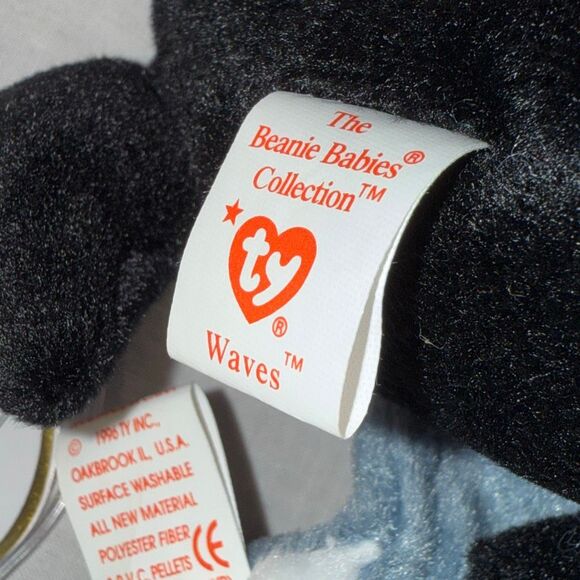 The
Beanie Babies®
Collection™
ty
®
Waves™
©
1996 TY INC.,
OAKBROOK IL, U.S.A.
SURFACE WASHABLE
ALL NEW MATERIAL
POLYESTER FIBER
P.V.C. PELLETS CE